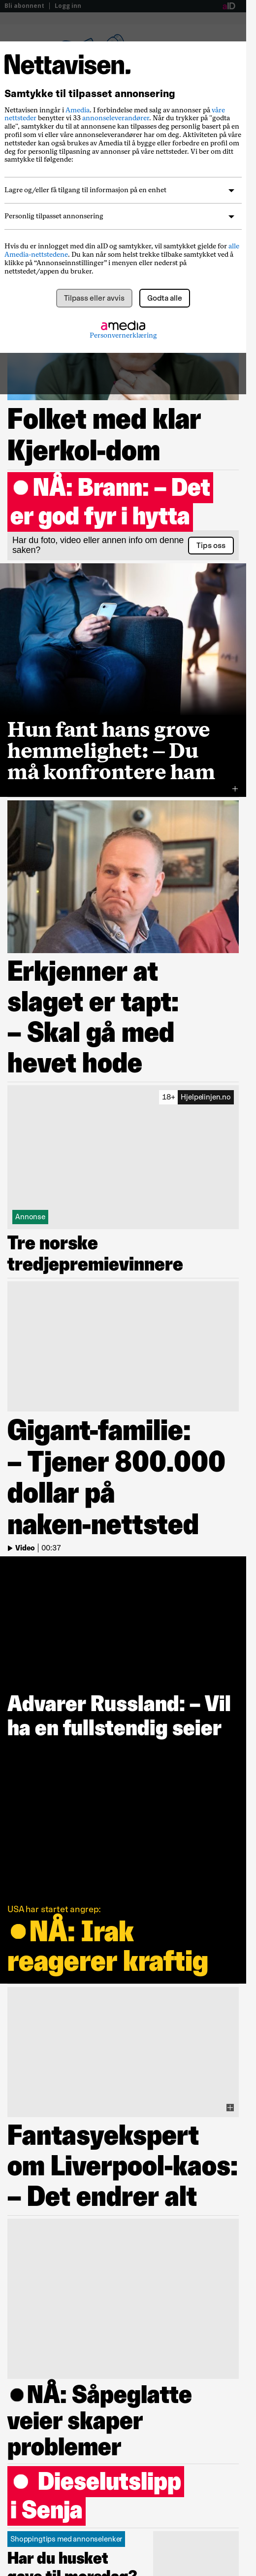 Bli abonnent | Logg inn
aID
Nettavisen.
Samtykke til tilpasset annonsering
Nettavisen inngår i Amedia. I forbindelse med salg av annonser på våre
nettsteder benytter vi 33 annonseleverandører. Når du trykker på "godta
alle", samtykker du til at annonsene kan tilpasses deg personlig basert på en
profil som vi eller våre annonseleverandører har om deg. Aktiviteten på våre
nettsteder kan også brukes av Amedia til å bygge eller forbedre en profil om
deg for personlig tilpasning av annonser på våre nettsteder. Vi ber om ditt
samtykke til følgende:
Lagre og/eller få tilgang til informasjon på en enhet
Personlig tilpasset annonsering
Hvis du er innlogget med din aID og samtykker, vil samtykket gjelde for alle
Amedia-nettstedene. Du kan når som helst trekke tilbake samtykket ved å
klikke på "Annonseinnstillinger" i menyen eller nederst på
nettstedet/appen du bruker.
Tilpass eller avvis
Godta alle
amedia
Personvernerklæring
Folket med klar
Kjerkol-dom
●NÅ: Brann: – Det
er god fyr i hytta
Har du foto, video eller annen info om denne
saken?
Tips oss
Hun fant hans grove
hemmelighet: – Du
må konfrontere ham
Erkjenner at
slaget er tapt:
– Skal gå med
hevet hode
18+ Hjelpelinjen.no
Annonse
Tre norske
tredjepremievinnere
Gigant-familie:
– Tjener 800.000
dollar på
naken-nettsted
Video | 00:37
Advarer Russland: – Vil
ha en fullstendig seier
USA har startet angrep:
●NÅ: Irak
reagerer kraftig
Fantasyekspert
om Liverpool-kaos:
– Det endrer alt
●NÅ: Såpeglatte
veier skaper
problemer
● Dieselutslipp
i Senja
Shoppingtips med annonselenker
Har du husket
gave til morsdag?